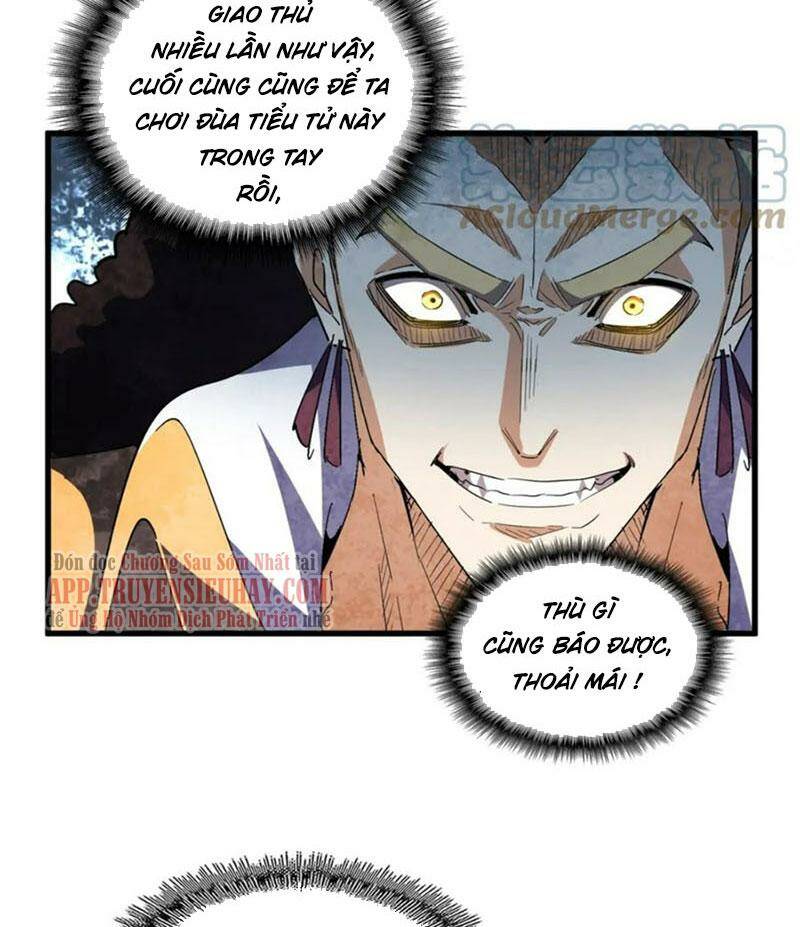 GIAO THỦ
NHIỀU LẦN NHƯ VẬY,
CUỐI CÙNG CŨNG ĐỂ TA
CHƠI ĐÙA TIỂU TỬ NÀY
TRONG TAY
RỒI,
AcloudMerge.com
Đón đọc Chương Sau Sớm Nhất tại
APP.TRUYENSIEUHAY.COM
để Ủng Hộ Nhóm Dịch Phát Triển nhé
THÙ GÌ
CŨNG BÁO ĐƯỢC,
THOẢI MÁI !